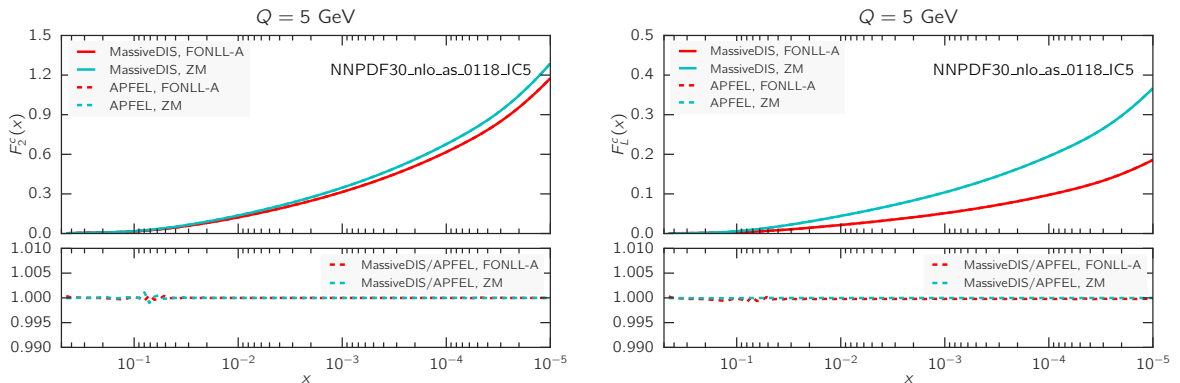 Q = 5 GeV
1.5
1.2
0.9
0.6
0.3
0.0
F₂ᶜ(x)
MassiveDIS, FONLL-A
MassiveDIS, ZM
APFEL, FONLL-A
APFEL, ZM
NNPDF30_nlo_as_0118_IC5
1.010
1.005
1.000
0.995
0.990
MassiveDIS/APFEL, FONLL-A
MassiveDIS/APFEL, ZM
10⁻¹ 10⁻² 10⁻³ 10⁻⁴ 10⁻⁵
x
Q = 5 GeV
0.5
0.4
0.3
0.2
0.1
0.0
F_Lᶜ(x)
MassiveDIS, FONLL-A
MassiveDIS, ZM
APFEL, FONLL-A
APFEL, ZM
NNPDF30_nlo_as_0118_IC5
1.010
1.005
1.000
0.995
0.990
MassiveDIS/APFEL, FONLL-A
MassiveDIS/APFEL, ZM
10⁻¹ 10⁻² 10⁻³ 10⁻⁴ 10⁻⁵
x